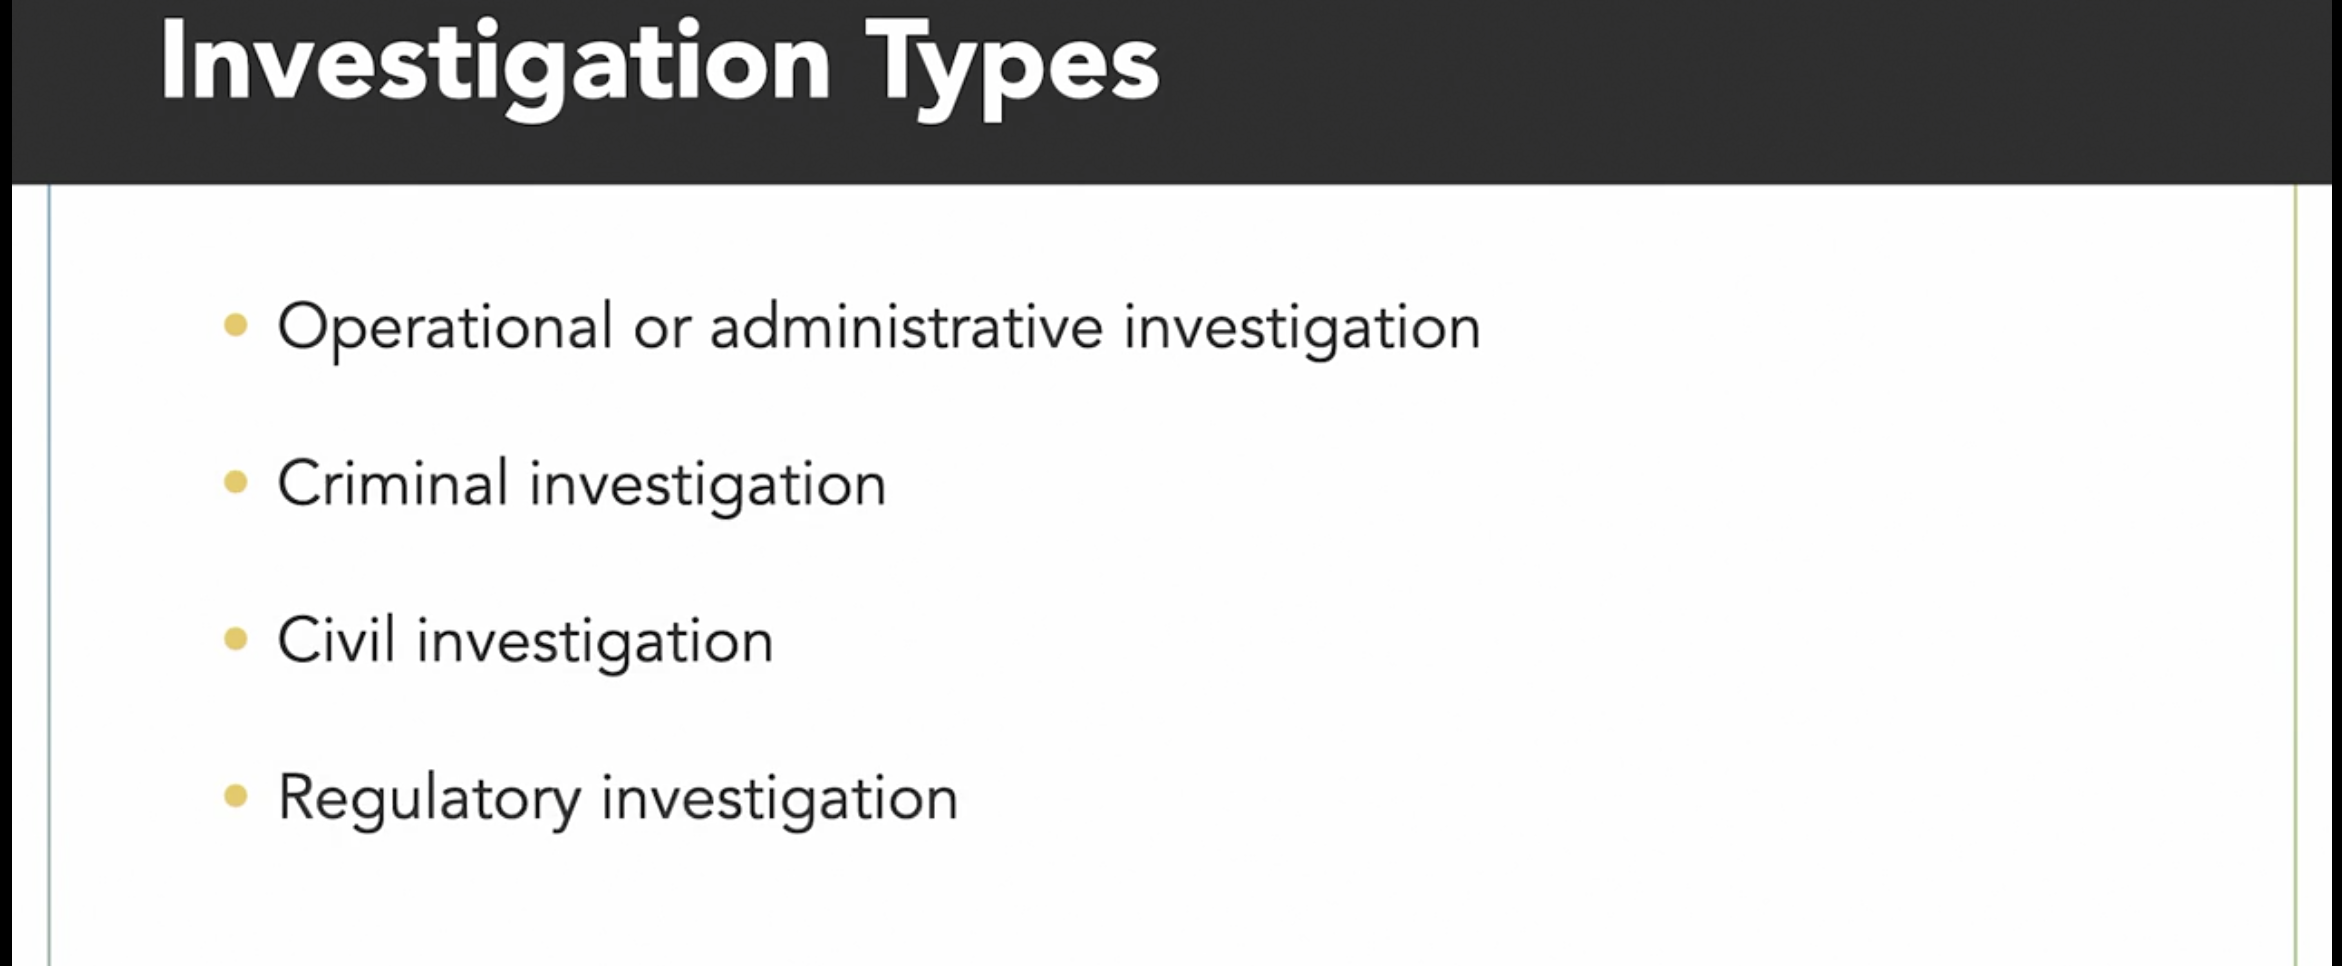 Investigation Types
• Operational or administrative investigation
• Criminal investigation
• Civil investigation
• Regulatory investigation